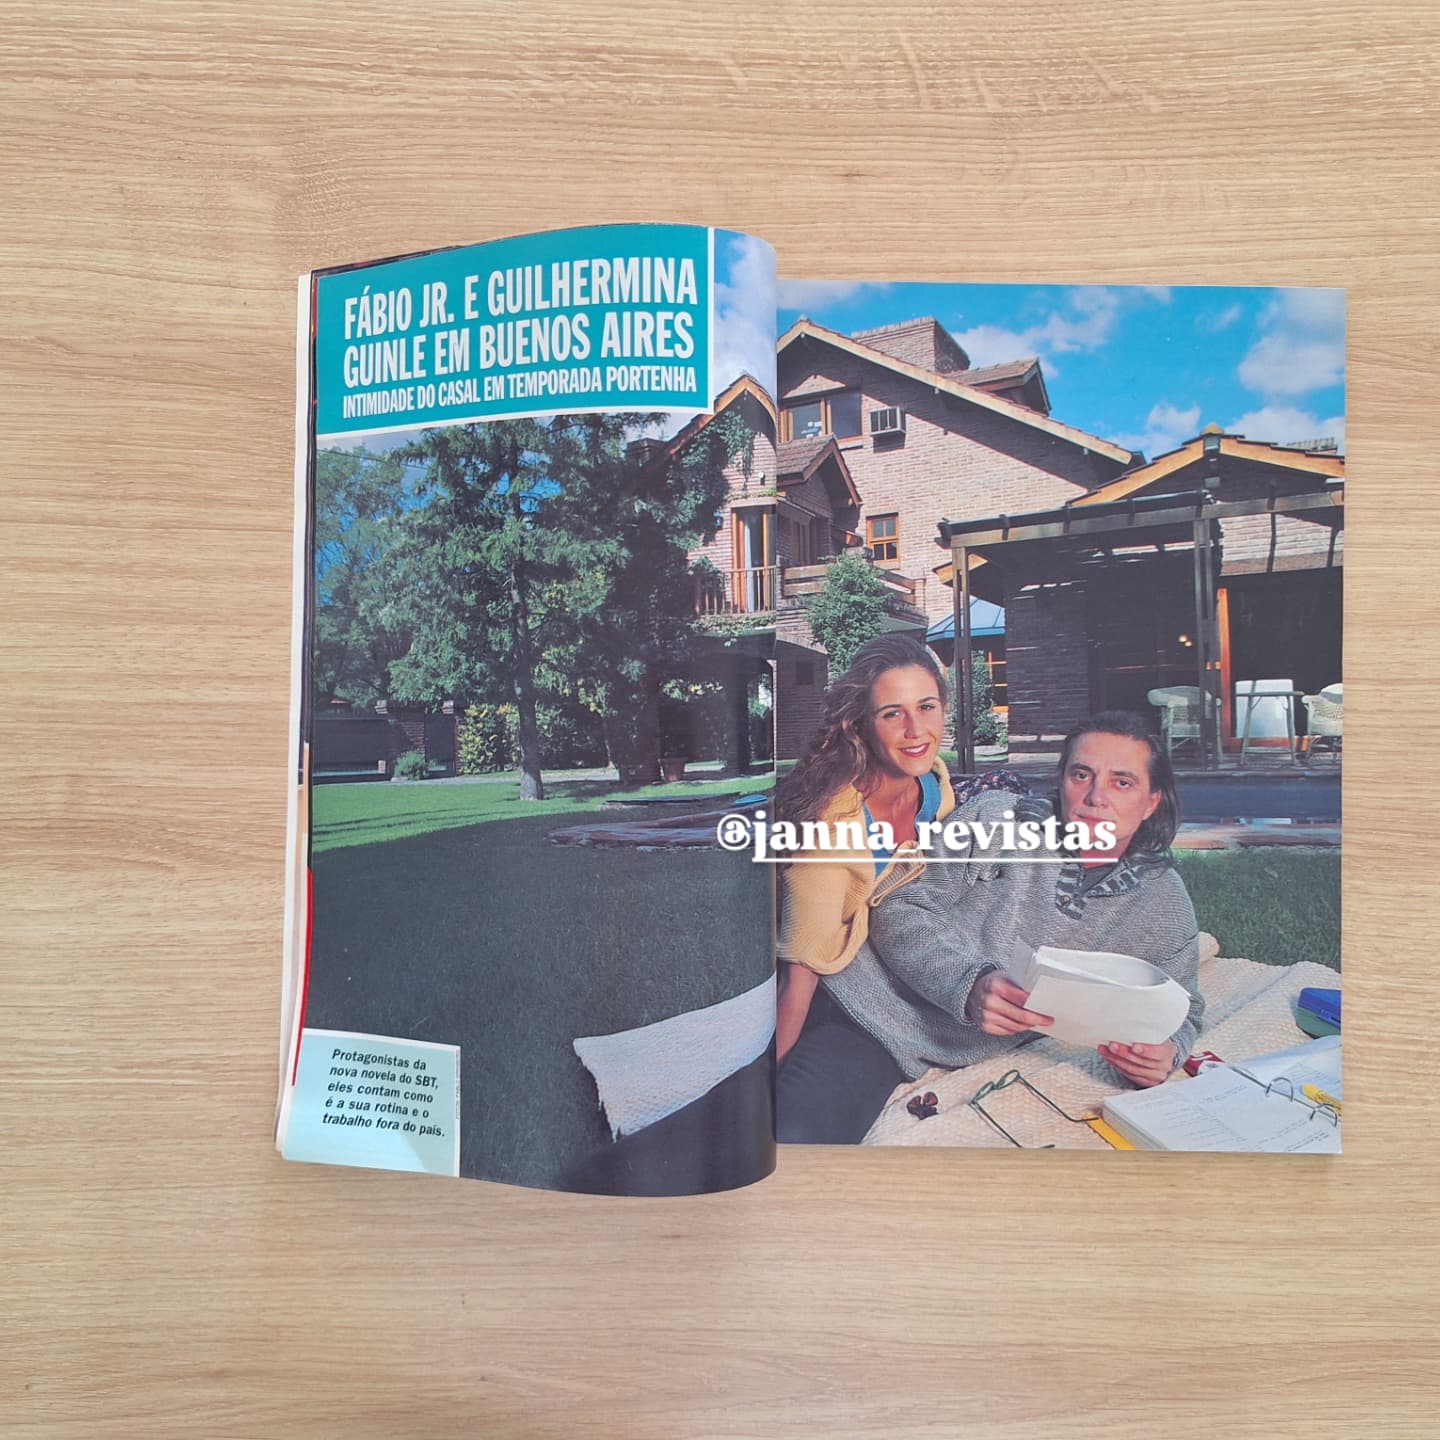 FÁBIO JR. E GUILHERMINA
GUINLE EM BUENOS AIRES
INTIMIDADE DO CASAL EM TEMPORADA PORTENHA
@janna_revistas
Protagonistas da
nova novela do SBT,
eles contam como
é a sua rotina e o
trabalho fora do país.